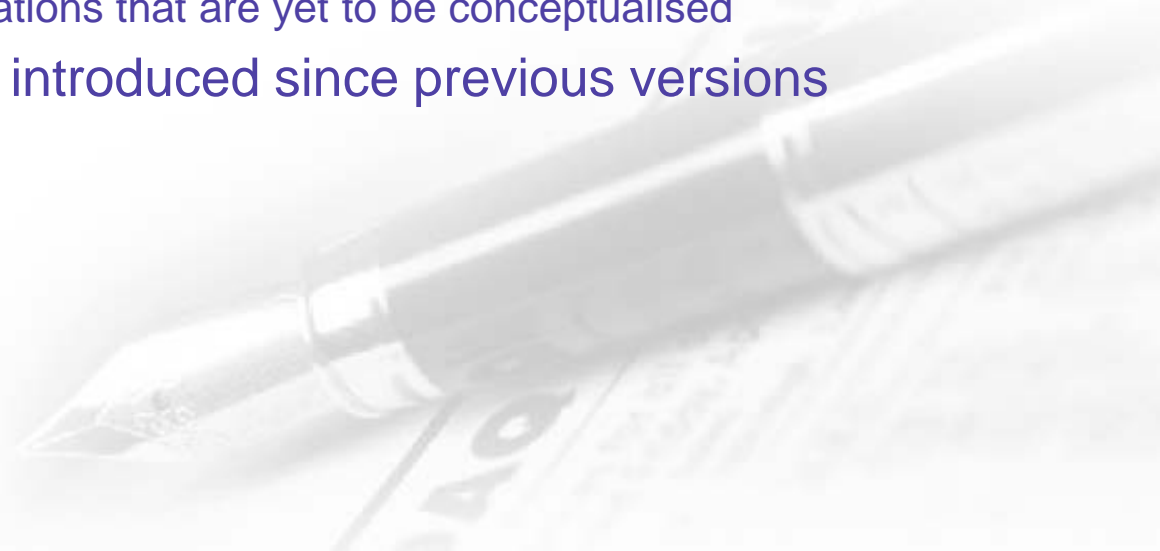 ations that are yet to be conceptualised
introduced since previous versions